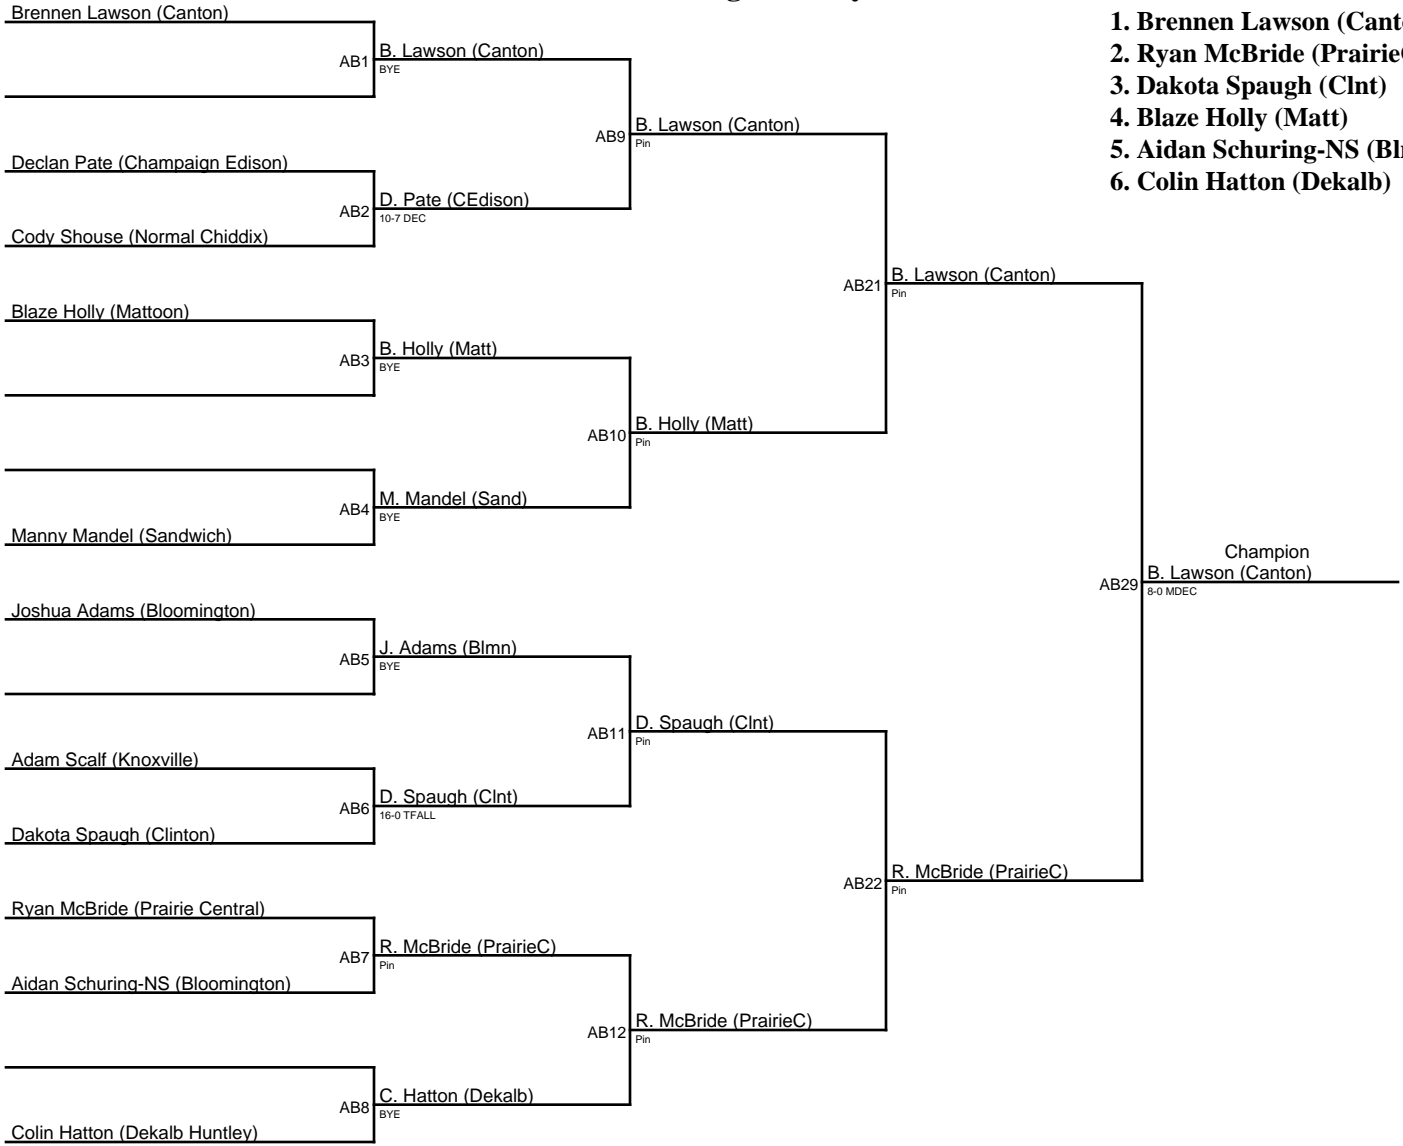 Brennen Lawson (Canton)
AB1
B. Lawson (Canton)
BYE
AB9
B. Lawson (Canton)
Pin
Declan Pate (Champaign Edison)
AB2
D. Pate (CEdison)
10-7 DEC
Cody Shouse (Normal Chiddix)
AB21
B. Lawson (Canton)
Pin
Blaze Holly (Mattoon)
AB3
B. Holly (Matt)
BYE
AB10
B. Holly (Matt)
Pin
AB4
M. Mandel (Sand)
BYE
Manny Mandel (Sandwich)
Champion
AB29
B. Lawson (Canton)
8-0 MDEC
Joshua Adams (Bloomington)
AB5
J. Adams (Blmn)
BYE
AB11
D. Spaugh (Clnt)
Pin
Adam Scalf (Knoxville)
AB6
D. Spaugh (Clnt)
16-0 TFALL
Dakota Spaugh (Clinton)
AB22
R. McBride (PrairieC)
Pin
Ryan McBride (Prairie Central)
AB7
R. McBride (PrairieC)
Pin
Aidan Schuring-NS (Bloomington)
AB12
R. McBride (PrairieC)
Pin
AB8
C. Hatton (Dekalb)
BYE
Colin Hatton (Dekalb Huntley)
1. Brennen Lawson (Cant
2. Ryan McBride (Prairie
3. Dakota Spaugh (Clnt)
4. Blaze Holly (Matt)
5. Aidan Schuring-NS (Bl
6. Colin Hatton (Dekalb)